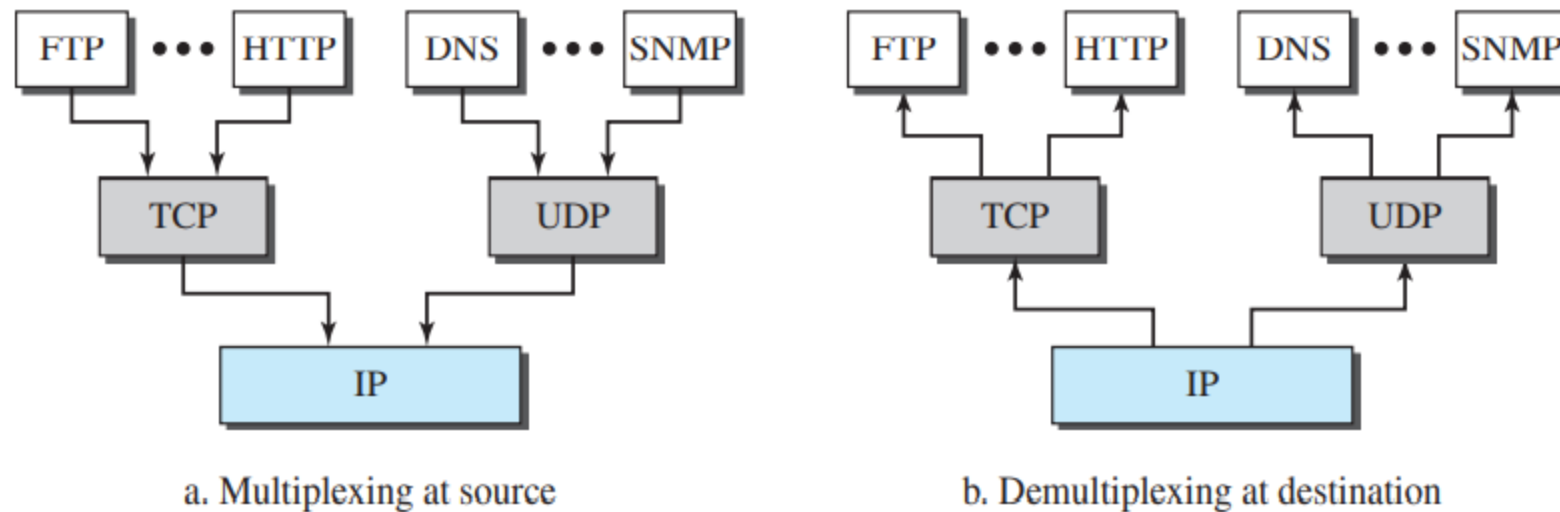 FTP ••• HTTP DNS ••• SNMP FTP ••• HTTP DNS ••• SNMP
TCP UDP TCP UDP
IP IP
a. Multiplexing at source b. Demultiplexing at destination